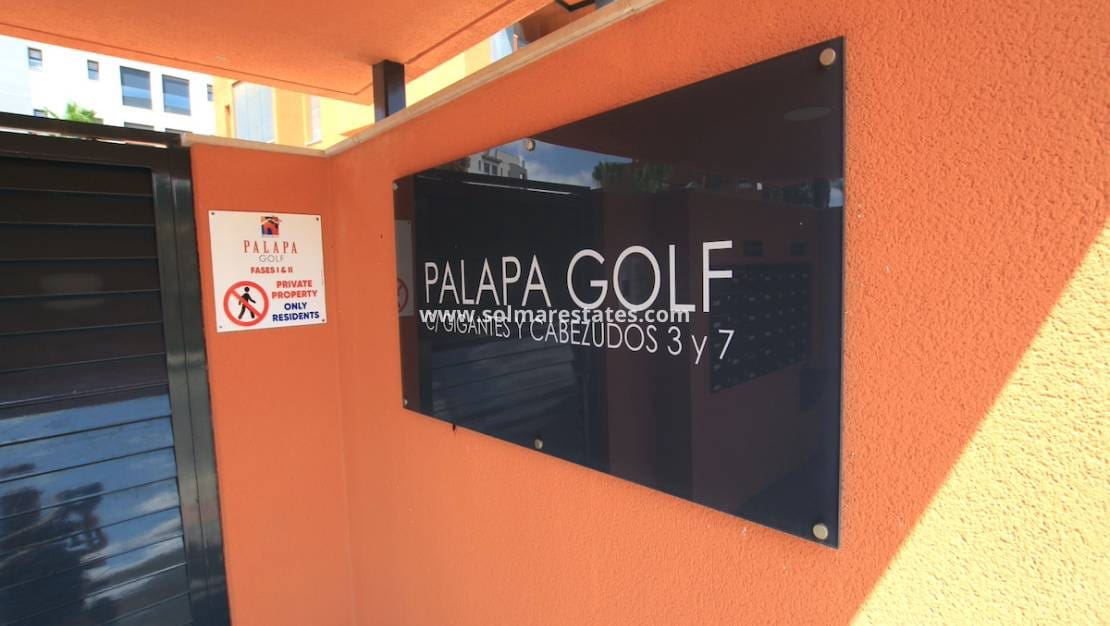 PALAPA
GOLF
FASES I & II
PRIVATE
PROPERTY
ONLY
RESIDENTS
PALAPA GOLF
www.solmarestates.com
C/ GIGANTES Y CABEZUDOS 3 y 7